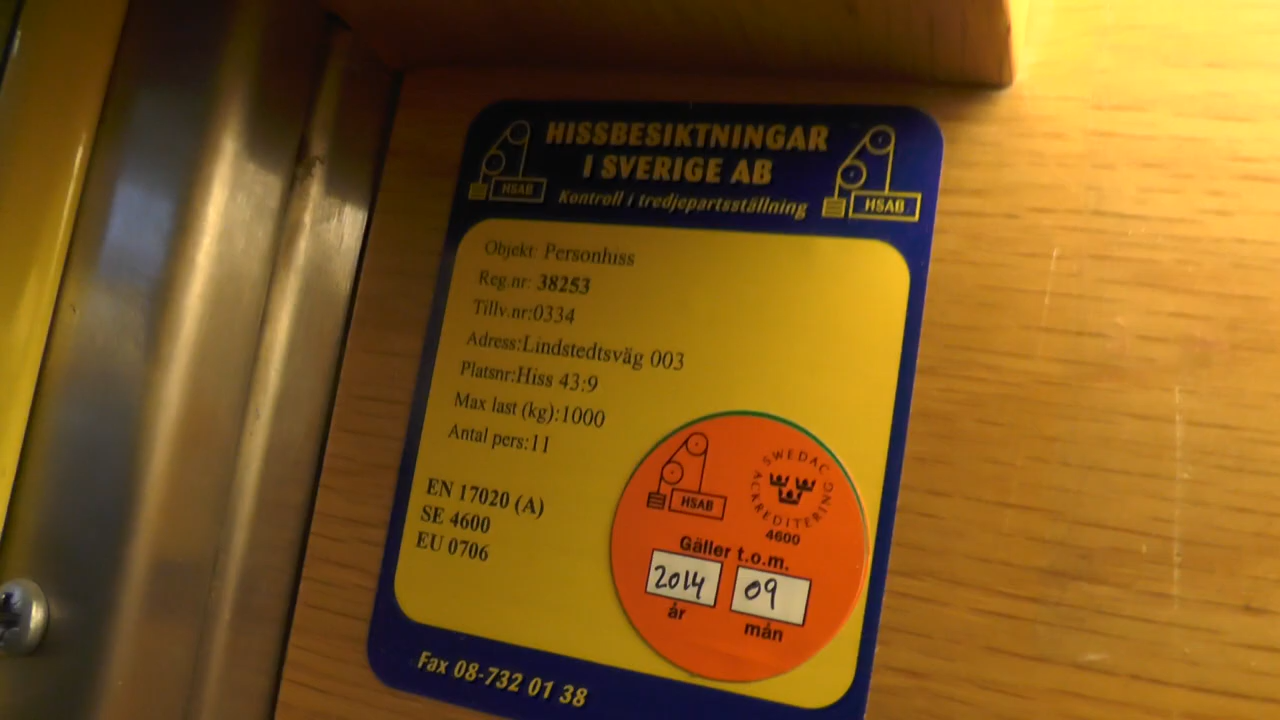 HISSBESIKTNINGAR
I SVERIGE AB
Kontroll i tredjepartsställning
HSAB
HSAB
Objekt: Personhiss
Reg.nr: 38253
Tillv.nr:0334
Adress:Lindstedtsväg 003
Platsnr:Hiss 43:9
Max last (kg):1000
Antal pers:11
EN 17020 (A)
SE 4600
EU 0706
HSAB
SWEDAC
ACKREDITERING
4600
Gäller t.o.m.
2014 09
år mån
Fax 08-732 01 38